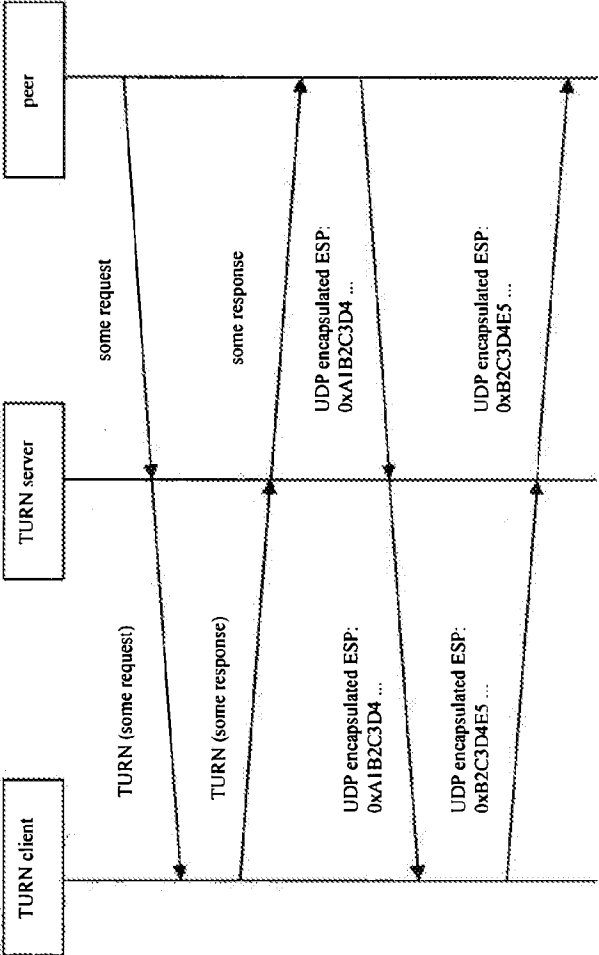 TURN client
TURN server
peer
TURN (some request)
some request
TURN (some response)
some response
UDP encapsulated ESP:
0xA1B2C3D4 ...
UDP encapsulated ESP:
0xA1B2C3D4 ...
UDP encapsulated ESP:
0xB2C3D4E5 ...
UDP encapsulated ESP:
0xB2C3D4E5 ...